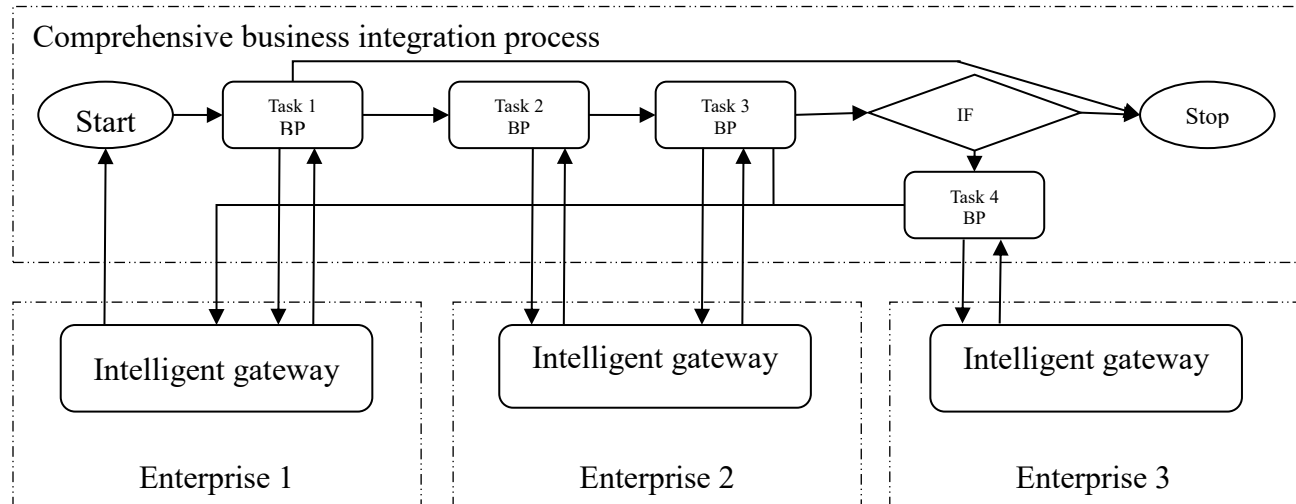 Comprehensive business integration process
Start
Task 1
BP
Task 2
BP
Task 3
BP
IF
Stop
Task 4
BP
Intelligent gateway
Intelligent gateway
Intelligent gateway
Enterprise 1
Enterprise 2
Enterprise 3